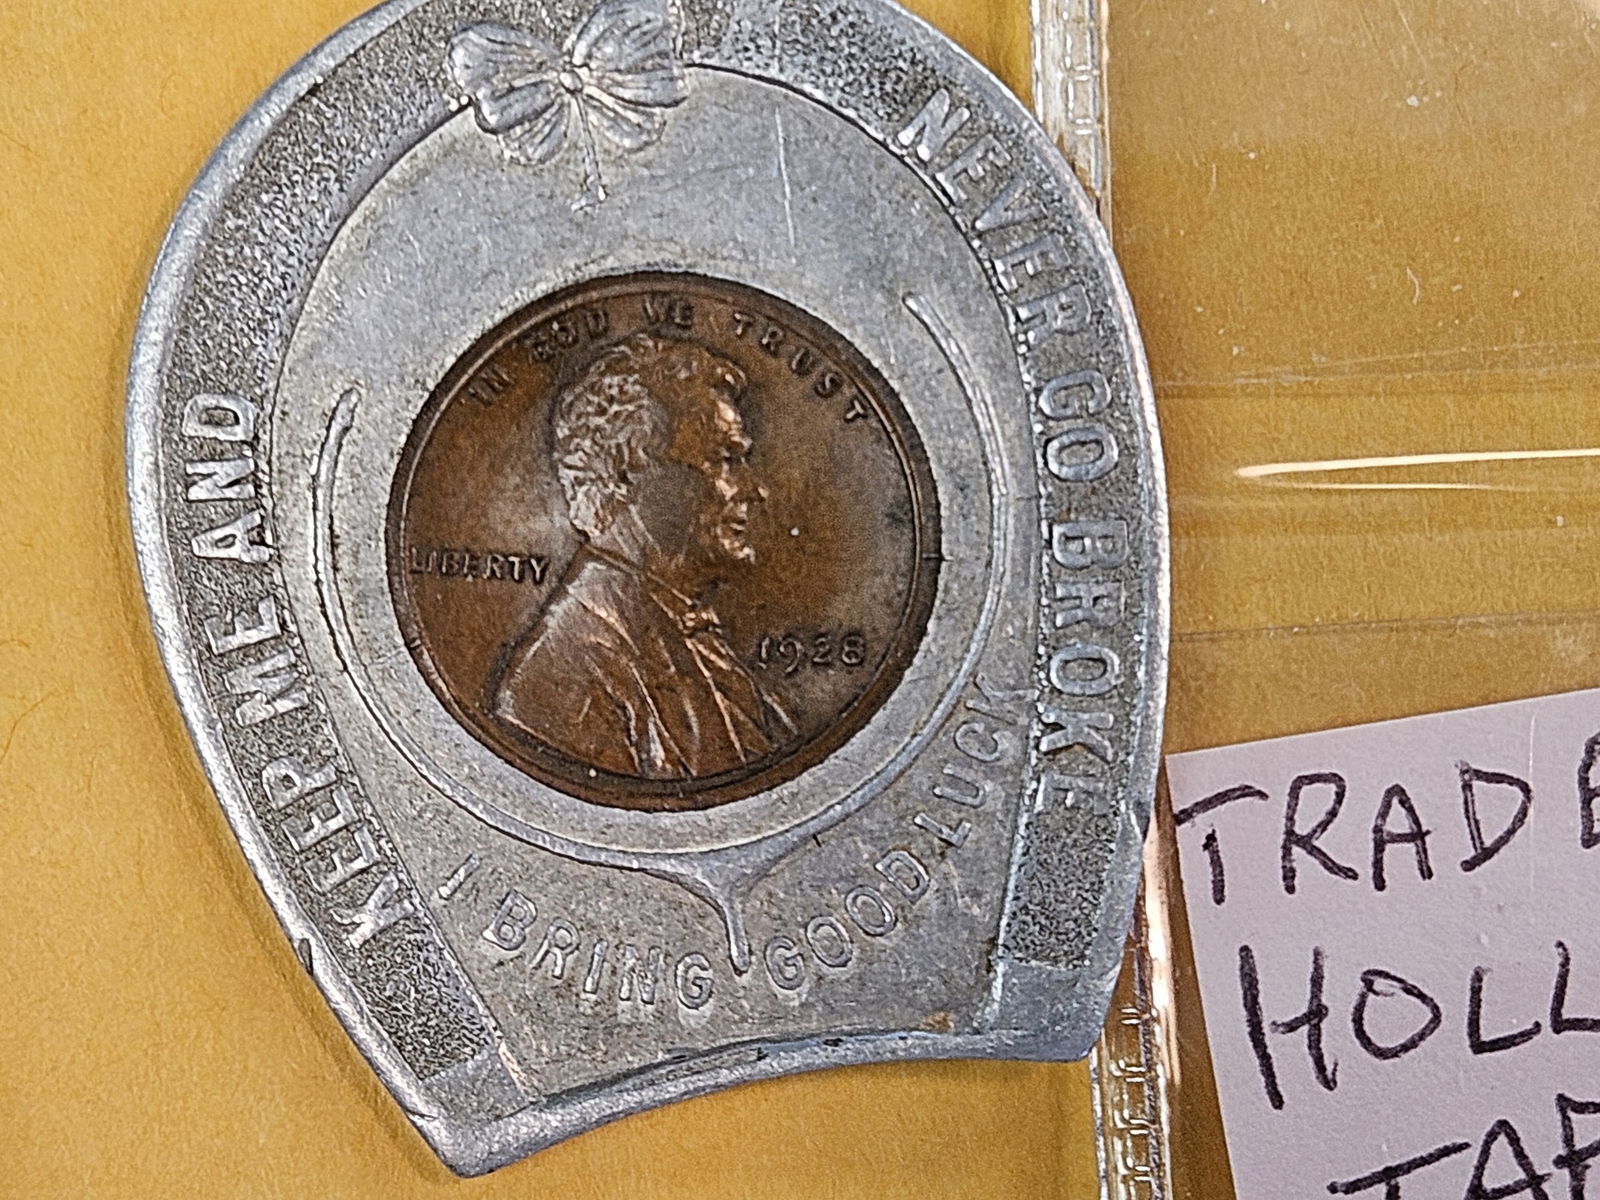 KEEP ME AND
NEVER GO BROKE
IN GOD WE TRUST
LIBERTY
1928
I BRING GOOD LUCK
TRADE
HOLL